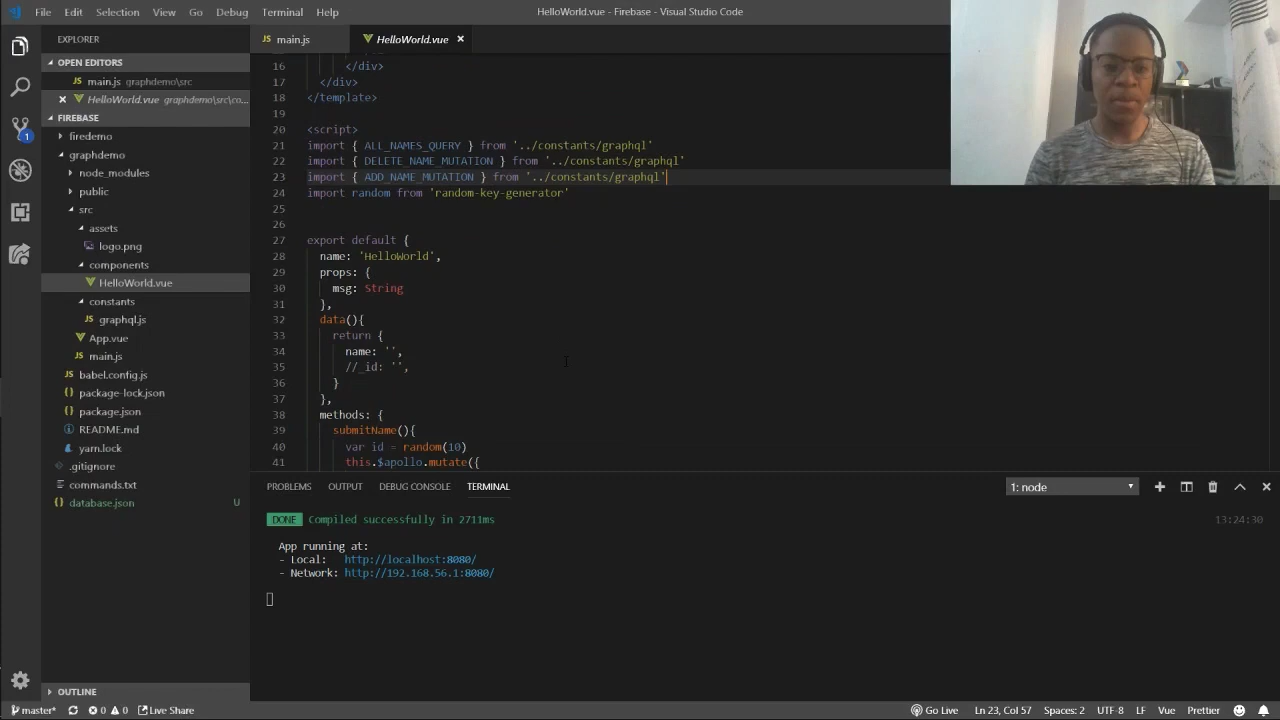 File Edit Selection View Go Debug Terminal Help
HelloWorld.vue - Firebase - Visual Studio Code
EXPLORER
OPEN EDITORS
main.js graphdemo\src
HelloWorld.vue graphdemo\src\co...
FIREBASE
firedemo
graphdemo
node_modules
public
src
assets
logo.png
components
HelloWorld.vue
constants
graphql.js
App.vue
main.js
babel.config.js
package-lock.json
package.json
README.md
yarn.lock
.gitignore
commands.txt
database.json U
OUTLINE
1
main.js
HelloWorld.vue
16 </div>
17 </div>
18 </template>
19
20 <script>
21 import { ALL_NAMES_QUERY } from '../constants/graphql'
22 import { DELETE_NAME_MUTATION } from '../constants/graphql'
23 import { ADD_NAME_MUTATION } from '../constants/graphql'
24 import random from 'random-key-generator'
25
26
27 export default {
28 name: 'HelloWorld',
29 props: {
30 msg: String
31 },
32 data(){
33 return {
34 name: '',
35 //_id: '',
36 }
37 },
38 methods: {
39 submitName(){
40 var id = random(10)
41 this.$apollo.mutate({
PROBLEMS OUTPUT DEBUG CONSOLE TERMINAL
1: node
DONE Compiled successfully in 2711ms
13:24:30
App running at:
- Local: http://localhost:8080/
- Network: http://192.168.56.1:8080/
master* 0 0 Live Share
Go Live Ln 23, Col 57 Spaces: 2 UTF-8 LF Vue Prettier